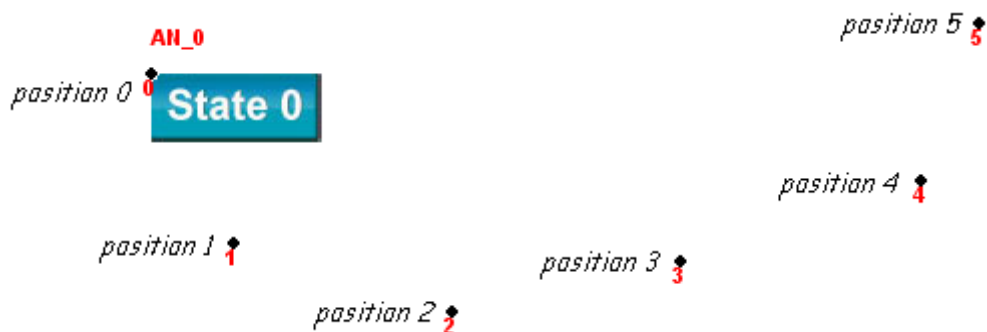 position 5
5
AN_0
position 0
0
State 0
position 4
4
position 1
1
position 3
3
position 2
2